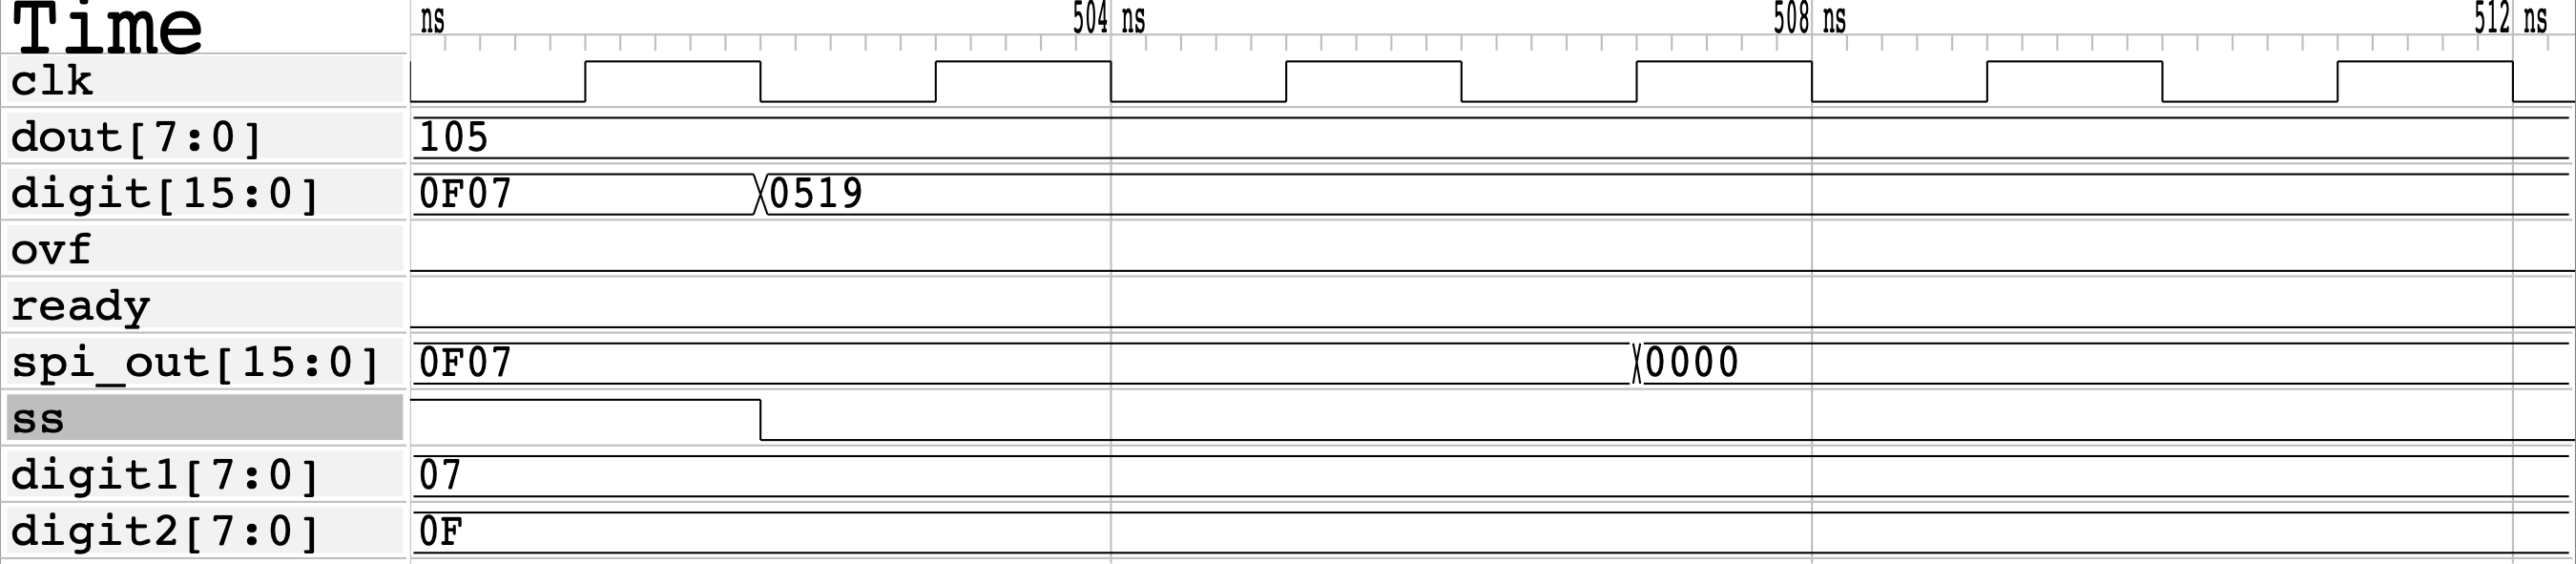 Time ns 504 ns 508 ns 512 ns
clk
dout[7:0] 105
digit[15:0] 0F07 0519
ovf
ready
spi_out[15:0] 0F07 0000
ss
digit1[7:0] 07
digit2[7:0] 0F